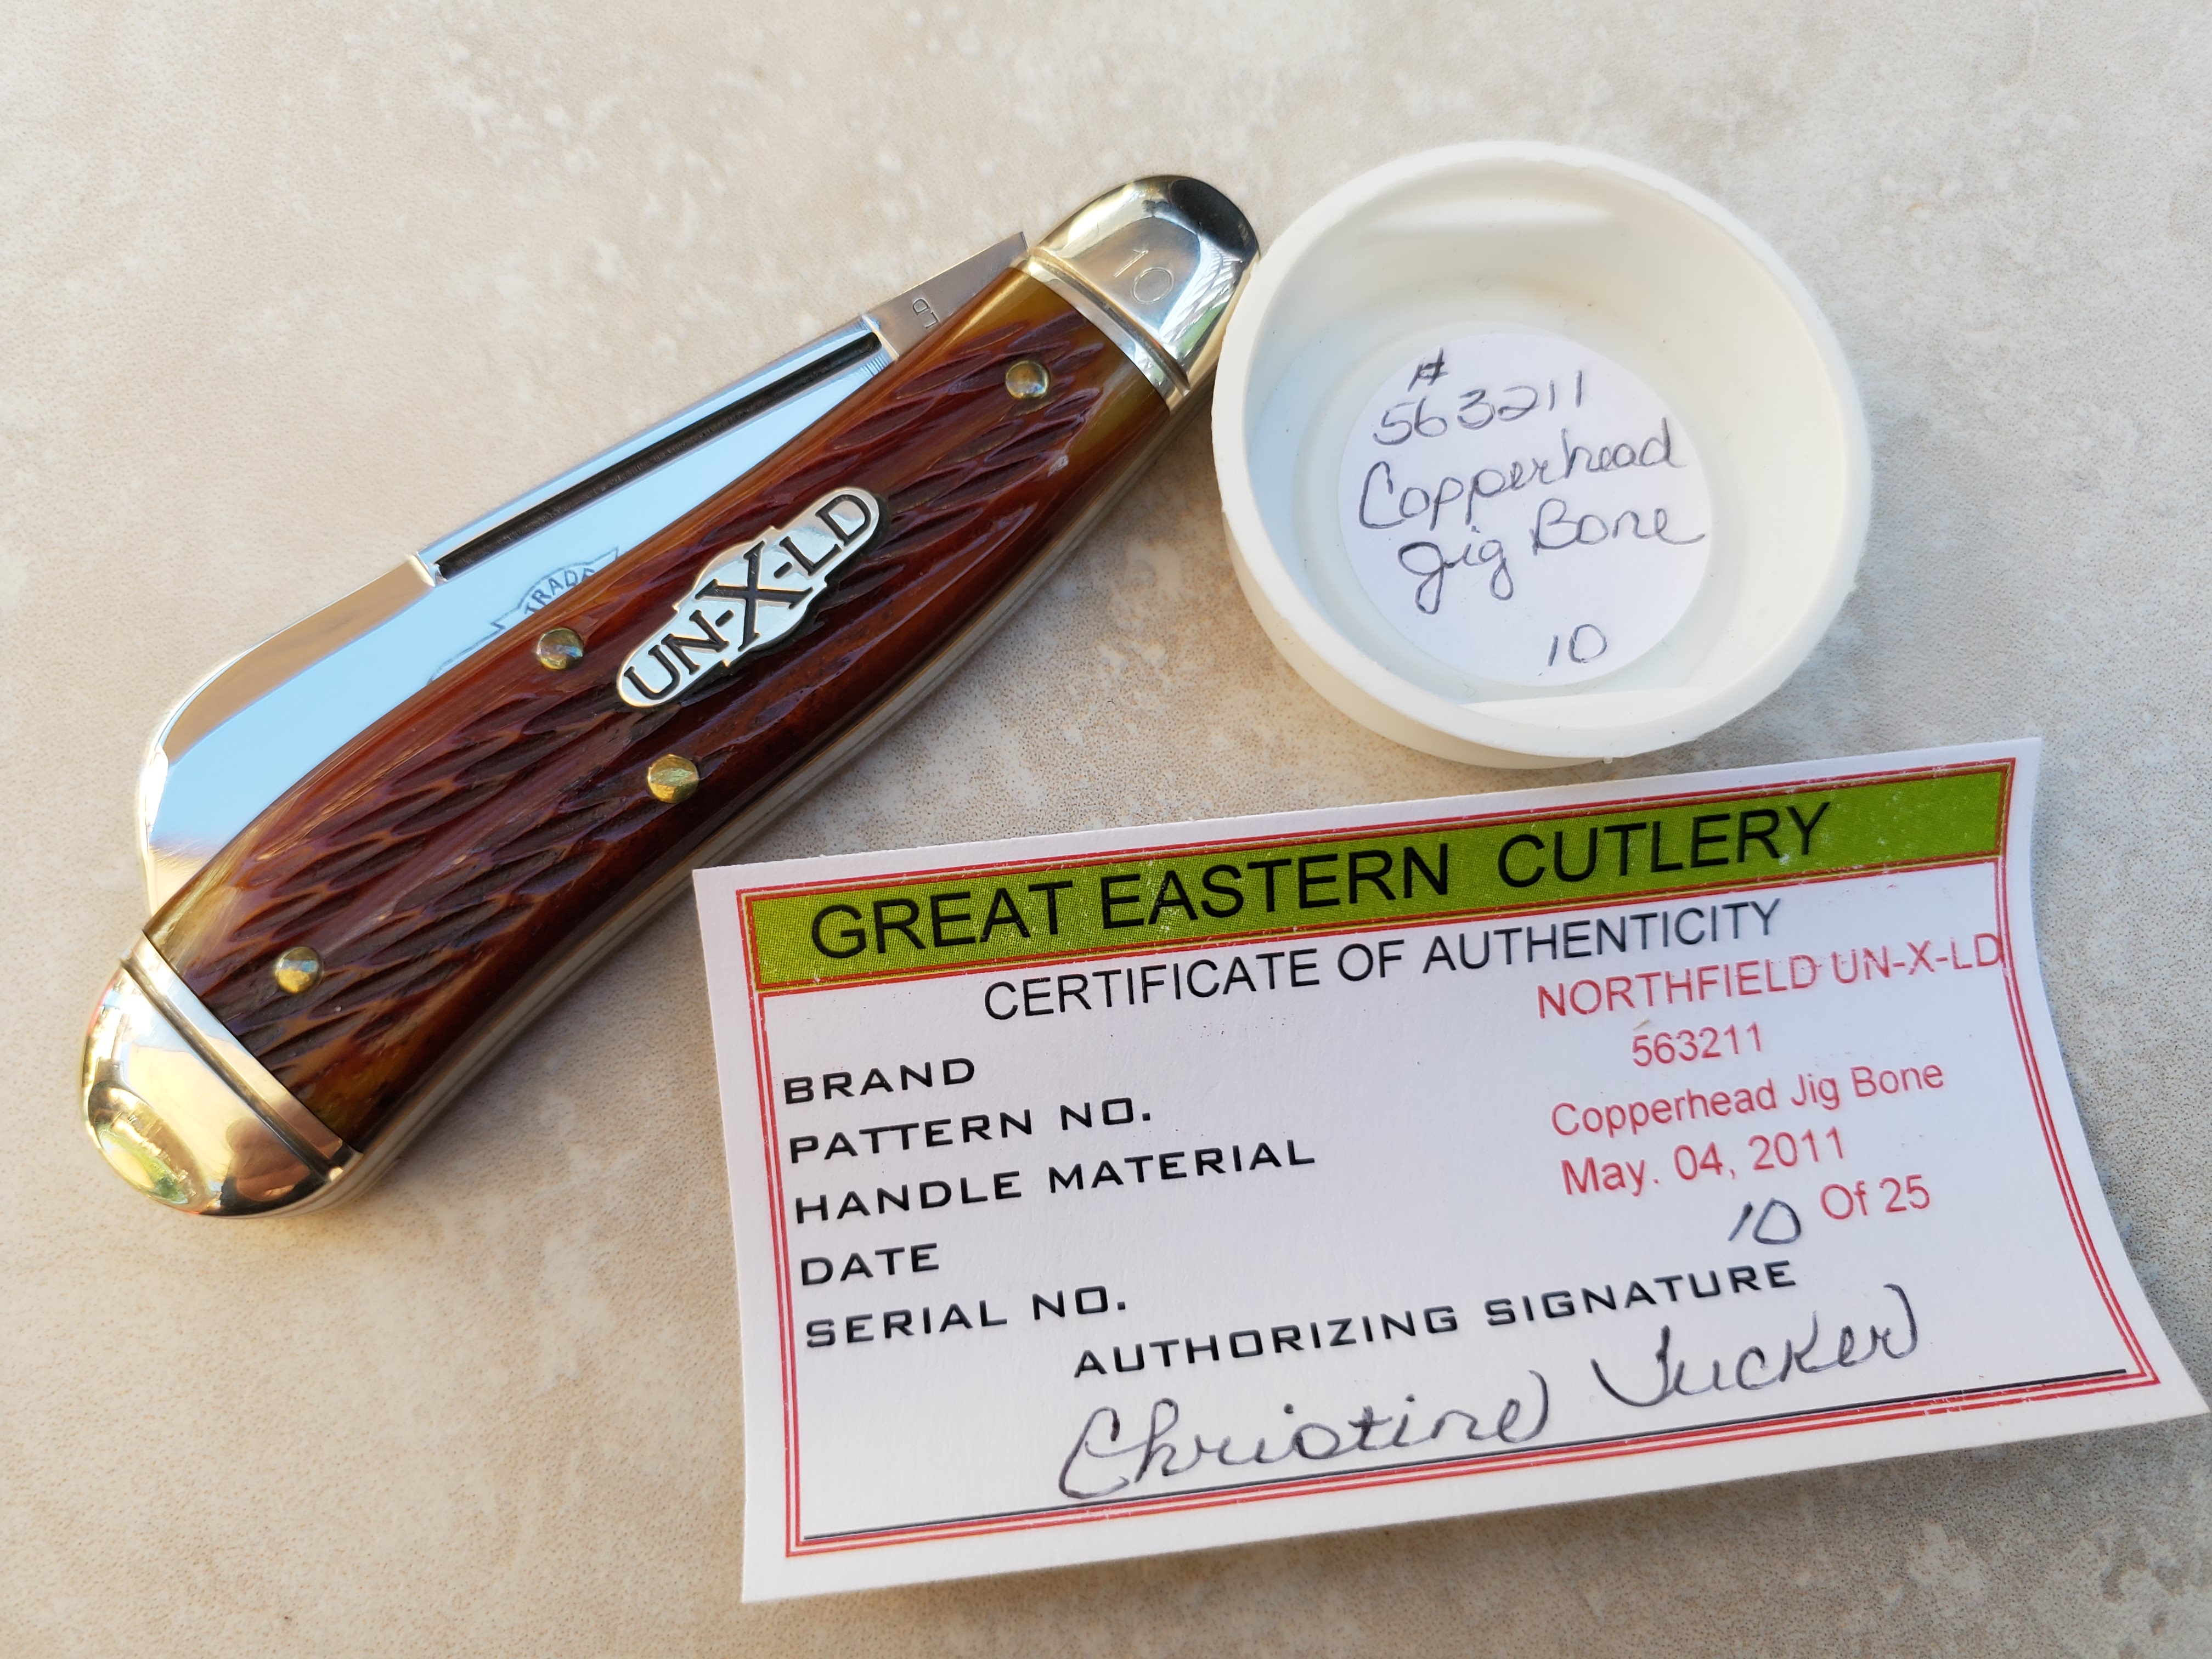 10
UN-X-LD
TRADE
#
563211
Copperhead
Jig Bone
10
GREAT EASTERN CUTLERY
CERTIFICATE OF AUTHENTICITY
BRAND NORTHFIELD UN-X-LD
PATTERN NO. 563211
HANDLE MATERIAL Copperhead Jig Bone
DATE May. 04, 2011
SERIAL NO. 10 Of 25
AUTHORIZING SIGNATURE
Christine Tucker